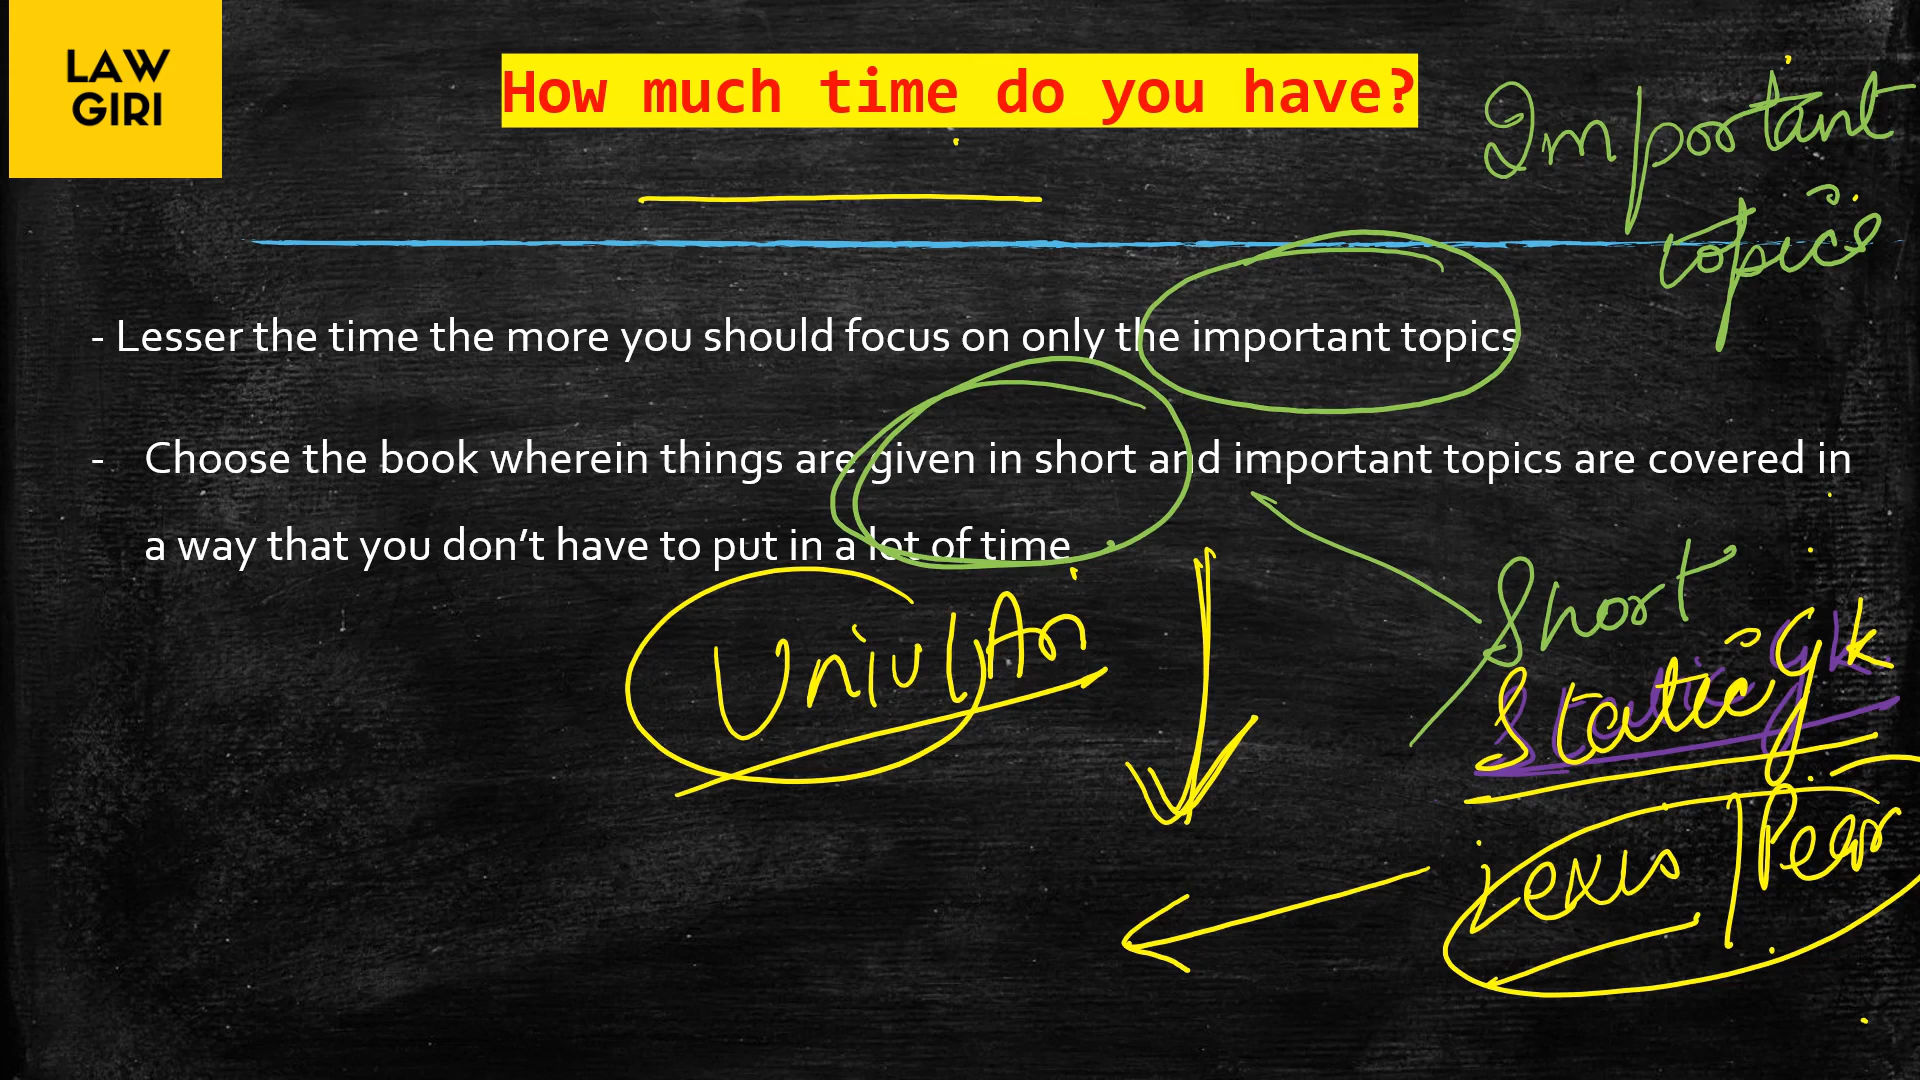 LAW
GIRI
How much time do you have?
Important
topics
- Lesser the time the more you should focus on only the important topics
- Choose the book wherein things are given in short and important topics are covered in
a way that you don’t have to put in a lot of time
Short
Static Gk
Lexis | Pear